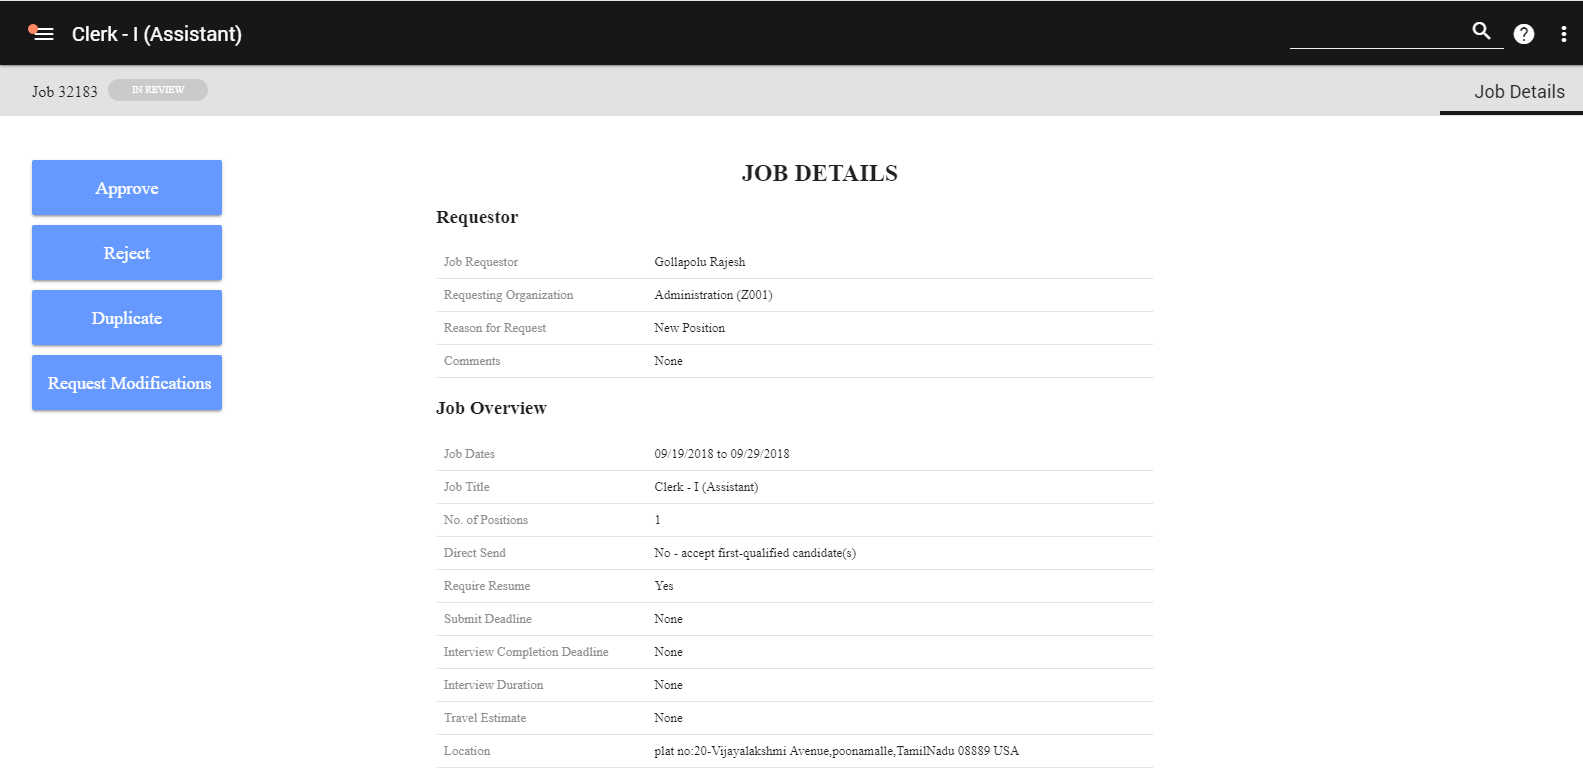 Clerk - I (Assistant)
Job 32183 IN REVIEW Job Details
Approve
Reject
Duplicate
Request Modifications
JOB DETAILS
Requestor
Job Requestor Gollapolu Rajesh
Requesting Organization Administration (Z001)
Reason for Request New Position
Comments None
Job Overview
Job Dates 09/19/2018 to 09/29/2018
Job Title Clerk - I (Assistant)
No. of Positions 1
Direct Send No - accept first-qualified candidate(s)
Require Resume Yes
Submit Deadline None
Interview Completion Deadline None
Interview Duration None
Travel Estimate None
Location plat no:20-Vijayalakshmi Avenue,poonamalle,TamilNadu 08889 USA